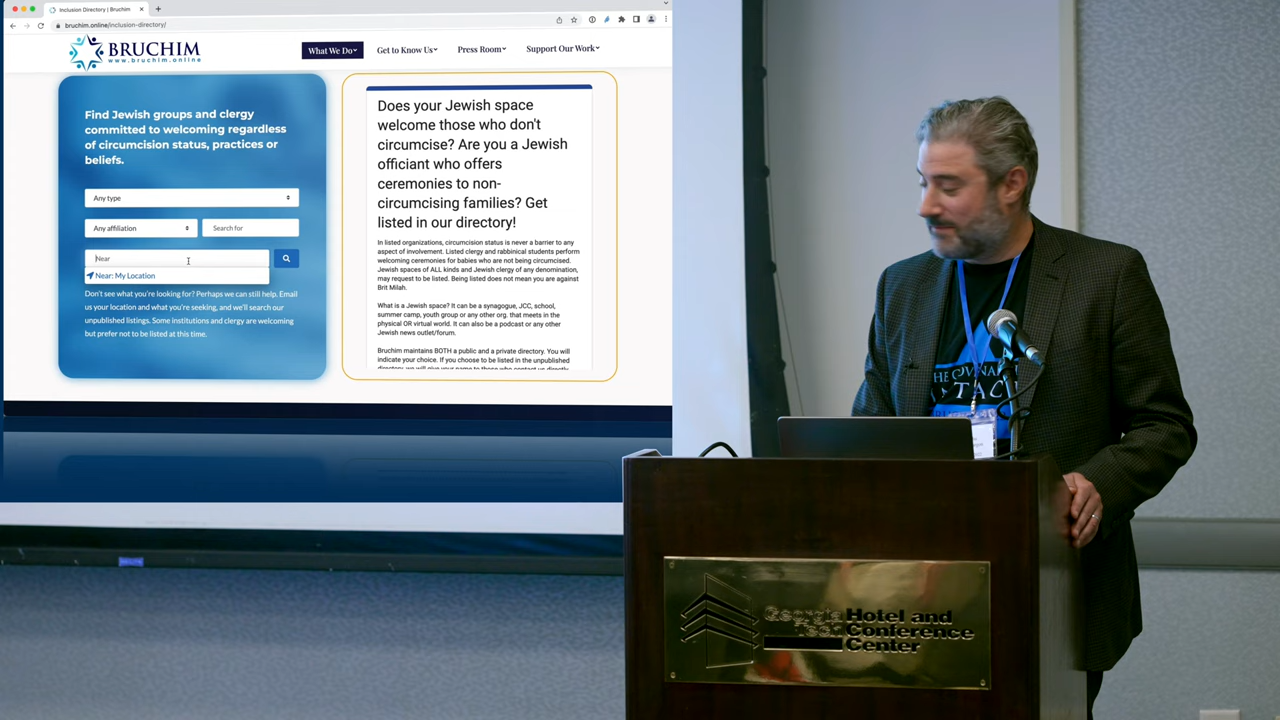 Inclusion Directory | Bruchim
bruchim.online/inclusion-directory/
BRUCHIM
www.bruchim.online
What We Do
Get to Know Us
Press Room
Support Our Work
Find Jewish groups and clergy
committed to welcoming regardless
of circumcision status, practices or
beliefs.
Any type
Any affiliation
Search for
Near
Near: My Location
Don't see what you're looking for? Perhaps we can still help. Email
us your location and what you're seeking, and we'll search our
unpublished listings. Some institutions and clergy are welcoming
but prefer not to be listed at this time.
Does your Jewish space
welcome those who don't
circumcise? Are you a Jewish
officiant who offers
ceremonies to non-
circumcising families? Get
listed in our directory!
In listed organizations, circumcision status is never a barrier to any
aspect of involvement. Listed clergy and rabbinical students perform
welcoming ceremonies for babies who are not being circumcised.
Jewish spaces of ALL kinds and Jewish clergy of any denomination,
may request to be listed. Being listed does not mean you are against
Brit Milah.
What is a Jewish space? It can be a synagogue, JCC, school,
summer camp, youth group or any other org. that meets in the
physical OR virtual world. It can also be a podcast or any other
Jewish news outlet/forum.
Bruchim maintains BOTH a public and a private directory. You will
indicate your choice. If you choose to be listed in the unpublished
directory, we will give your name to those who contact us directly
Hotel and
Conference
Center